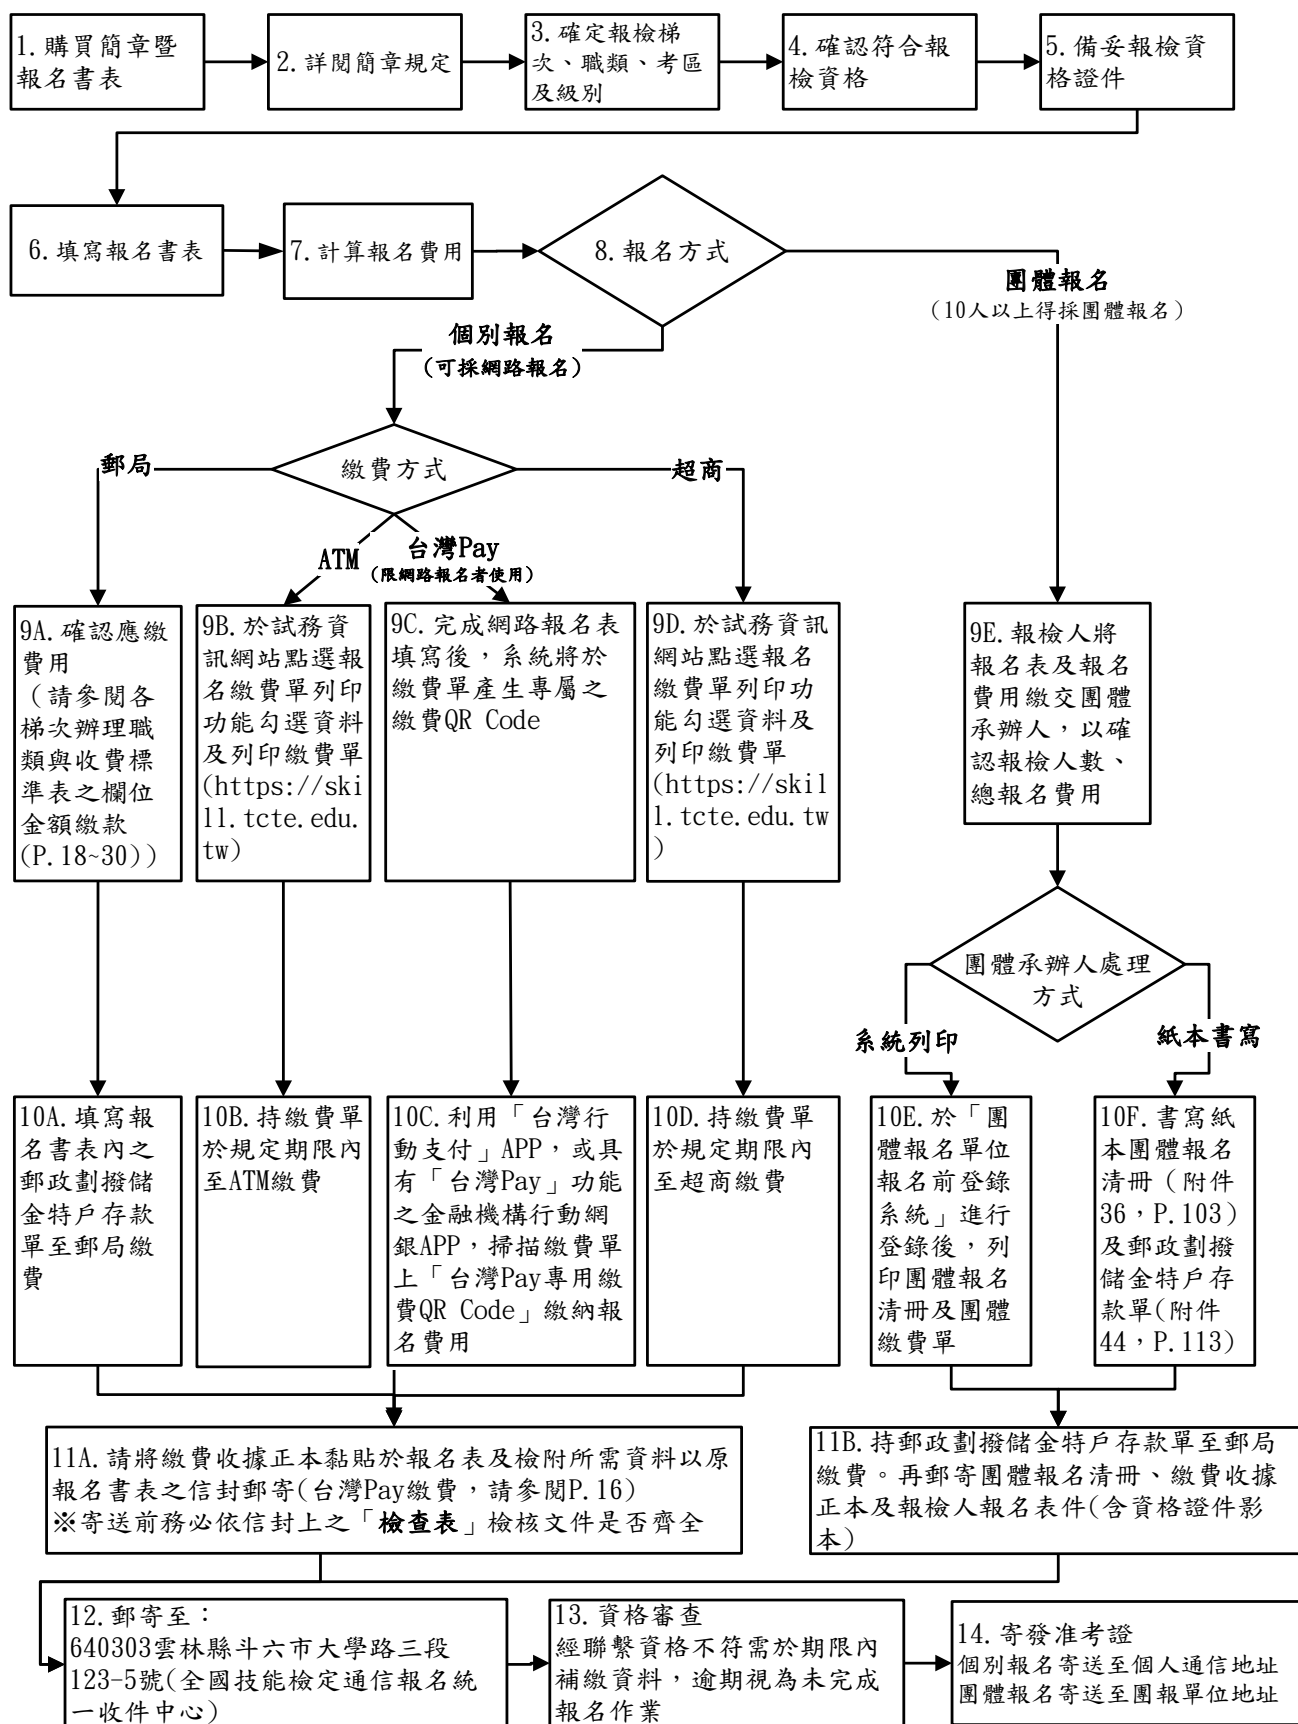 1.購買簡章暨
報名書表
2.詳閱簡章規定
3.確定報檢梯
次、職類、考區
及級別
4.確認符合報
檢資格
5.備妥報檢資
格證件
6.填寫報名書表
7.計算報名費用
8.報名方式
團體報名
（10人以上得採團體報名）
個別報名
（可採網路報名）
繳費方式
郵局
超商
ATM
台灣Pay
（限網路報名者使用）
9A.確認應繳
費用
（請參閱各
梯次辦理職
類與收費標
準表之欄位
金額繳款
(P.18~30)）
9B.於試務資
訊網站點選報
名繳費單列印
功能勾選資料
及列印繳費單
(https://ski
ll.tcte.edu.
tw)
9C.完成網路報名表
填寫後，系統將於
繳費單產生專屬之
繳費QR Code
9D.於試務資訊
網站點選報名
繳費單列印功
能勾選資料及
列印繳費單
(https://skil
l.tcte.edu.tw
)
9E.報檢人將
報名表及報名
費用繳交團體
承辦人，以確
認報檢人數、
總報名費用
團體承辦人處理
方式
系統列印
紙本書寫
10A.填寫報
名書表內之
郵政劃撥儲
金特戶存款
單至郵局繳
費
10B.持繳費單
於規定期限內
至ATM繳費
10C.利用「台灣行
動支付」APP，或具
有「台灣Pay」功能
之金融機構行動網
銀APP，掃描繳費單
上「台灣Pay專用繳
費QR Code」繳納報
名費用
10D.持繳費單
於規定期限內
至超商繳費
10E.於「團
體報名單位
報名前登錄
系統」進行
登錄後，列
印團體報名
清冊及團體
繳費單
10F.書寫紙
本團體報名
清冊（附件
36，P.103）
及郵政劃撥
儲金特戶存
款單(附件
44，P.113)
11A.請將繳費收據正本黏貼於報名表及檢附所需資料以原
報名書表之信封郵寄(台灣Pay繳費，請參閱P.16)
※寄送前務必依信封上之「檢查表」檢核文件是否齊全
11B.持郵政劃撥儲金特戶存款單至郵局
繳費。再郵寄團體報名清冊、繳費收據
正本及報檢人報名表件(含資格證件影
本)
12.郵寄至：
640303雲林縣斗六市大學路三段
123-5號(全國技能檢定通信報名統
一收件中心)
13.資格審查
經聯繫資格不符需於期限內
補繳資料，逾期視為未完成
報名作業
14.寄發准考證
個別報名寄送至個人通信地址
團體報名寄送至團報單位地址